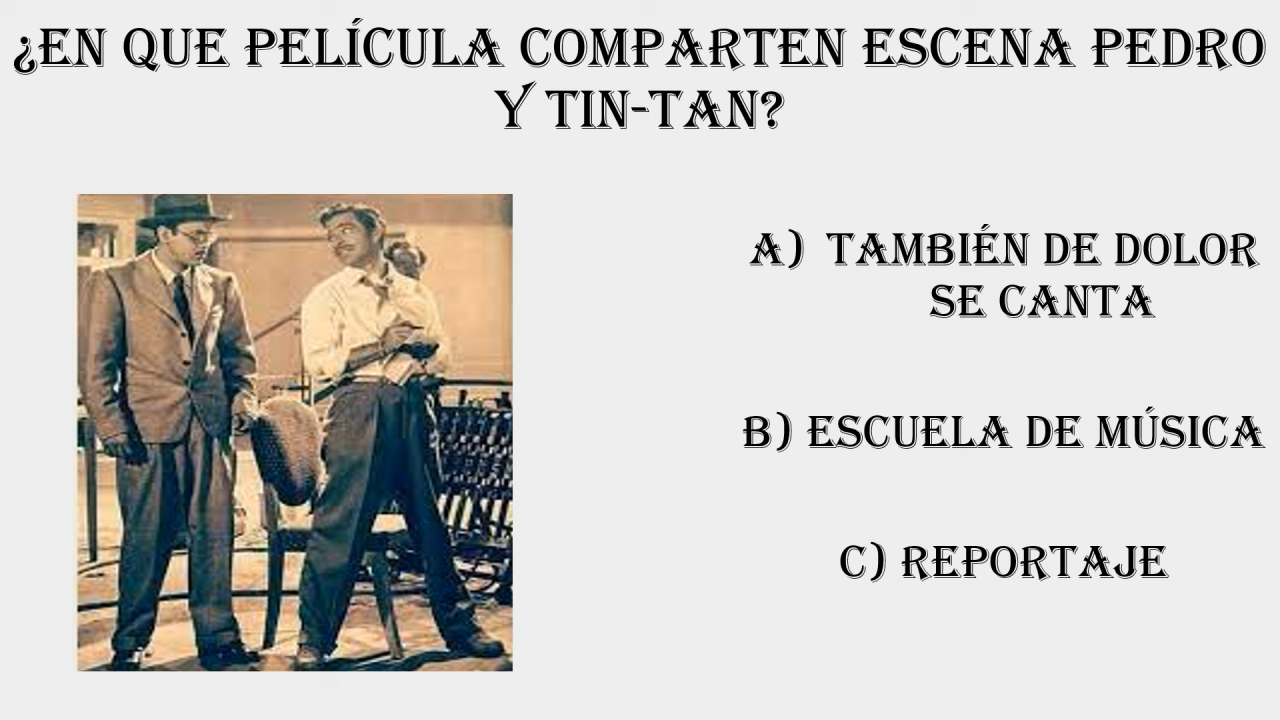 ¿EN QUE PELÍCULA COMPARTEN ESCENA PEDRO
Y TIN-TAN?
A) TAMBIÉN DE DOLOR
SE CANTA
B) ESCUELA DE MÚSICA
C) REPORTAJE